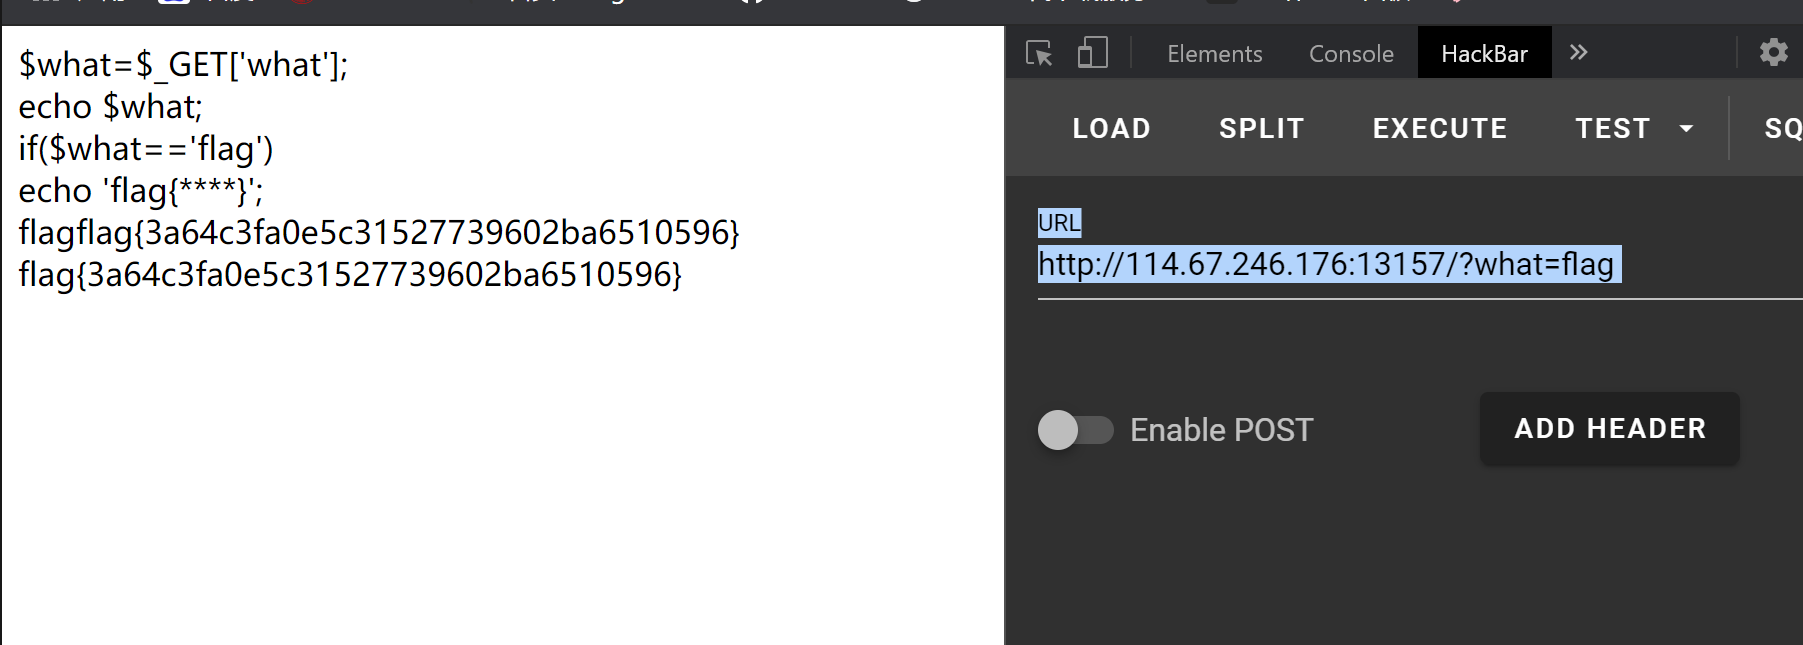 $what=$_GET['what'];
echo $what;
if($what=='flag')
echo 'flag{****}';
flagflag{3a64c3fa0e5c31527739602ba6510596}
flag{3a64c3fa0e5c31527739602ba6510596}
Elements Console HackBar »
LOAD SPLIT EXECUTE TEST SQ
URL
http://114.67.246.176:13157/?what=flag
Enable POST ADD HEADER